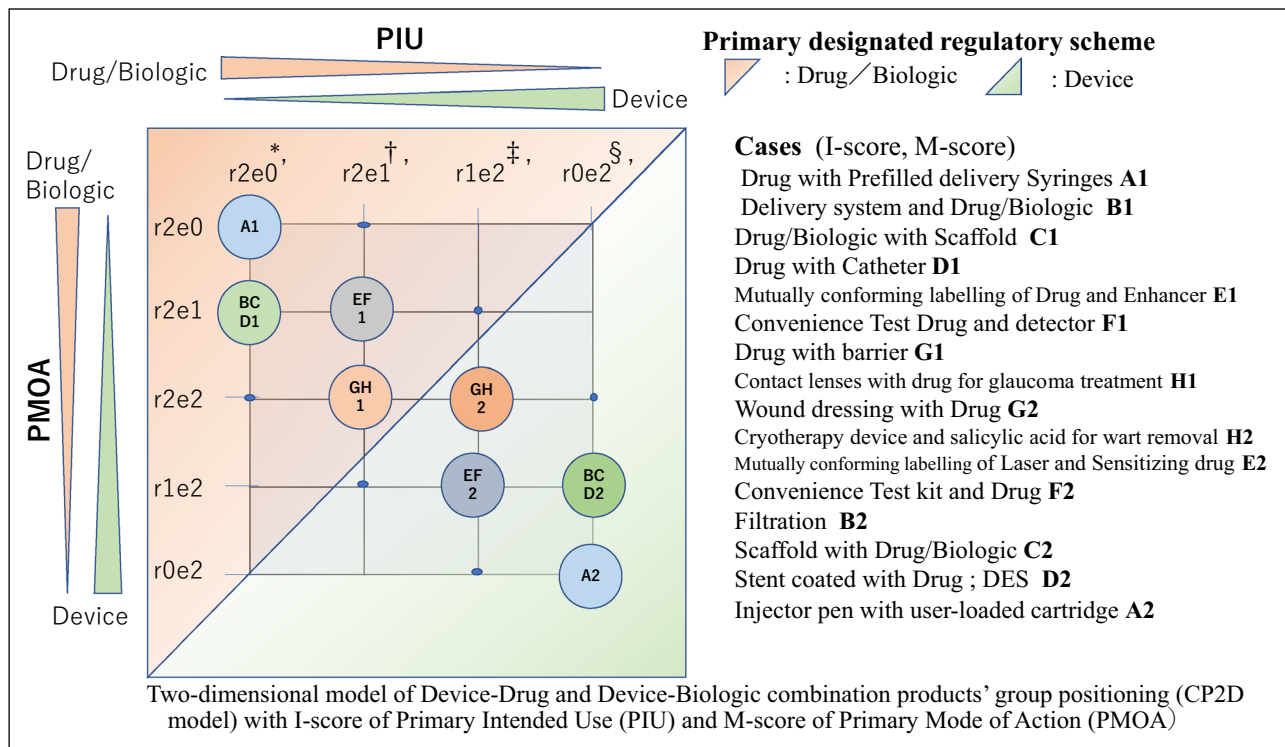 PIU
Drug/Biologic
Device
Primary designated regulatory scheme
: Drug／Biologic
: Device
Drug/
Biologic
PMOA
Device
r2e0*, r2e1†, r1e2‡, r0e2§,
r2e0
r2e1
r2e2
r1e2
r0e2
A1
BC
D1
EF
1
GH
1
GH
2
EF
2
BC
D2
A2
Cases (I-score, M-score)
Drug with Prefilled delivery Syringes A1
Delivery system and Drug/Biologic B1
Drug/Biologic with Scaffold C1
Drug with Catheter D1
Mutually conforming labelling of Drug and Enhancer E1
Convenience Test Drug and detector F1
Drug with barrier G1
Contact lenses with drug for glaucoma treatment H1
Wound dressing with Drug G2
Cryotherapy device and salicylic acid for wart removal H2
Mutually conforming labelling of Laser and Sensitizing drug E2
Convenience Test kit and Drug F2
Filtration B2
Scaffold with Drug/Biologic C2
Stent coated with Drug ; DES D2
Injector pen with user-loaded cartridge A2
Two-dimensional model of Device-Drug and Device-Biologic combination products’ group positioning (CP2D
model) with I-score of Primary Intended Use (PIU) and M-score of Primary Mode of Action (PMOA）